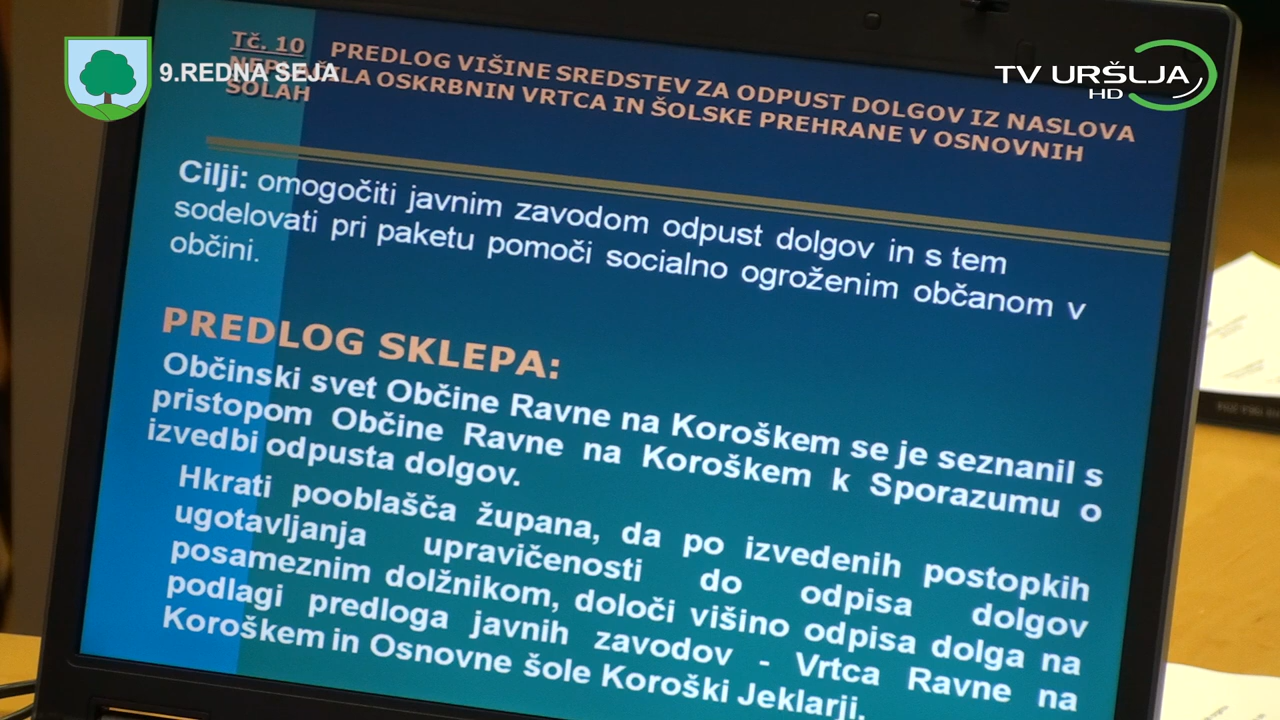 9.REDNA SEJA
TV URŠLJA
HD
Tč. 10 PREDLOG VIŠINE SREDSTEV ZA ODPUST DOLGOV IZ NASLOVA
OSKRBNIN VRTCA IN ŠOLSKE PREHRANE V OSNOVNIH
ŠOLAH
Cilji: omogočiti javnim zavodom odpust dolgov in s tem
sodelovati pri paketu pomoči socialno ogroženim občanom v
občini.
PREDLOG SKLEPA:
Občinski svet Občine Ravne na Koroškem se je seznanil s
pristopom Občine Ravne na Koroškem k Sporazumu o
izvedbi odpusta dolgov.
Hkrati pooblašča župana, da po izvedenih postopkih
ugotavljanja upravičenosti do odpisa dolgov
posameznim dolžnikom, določi višino odpisa dolga na
podlagi predloga javnih zavodov - Vrtca Ravne na
Koroškem in Osnovne šole Koroški Jeklarji.